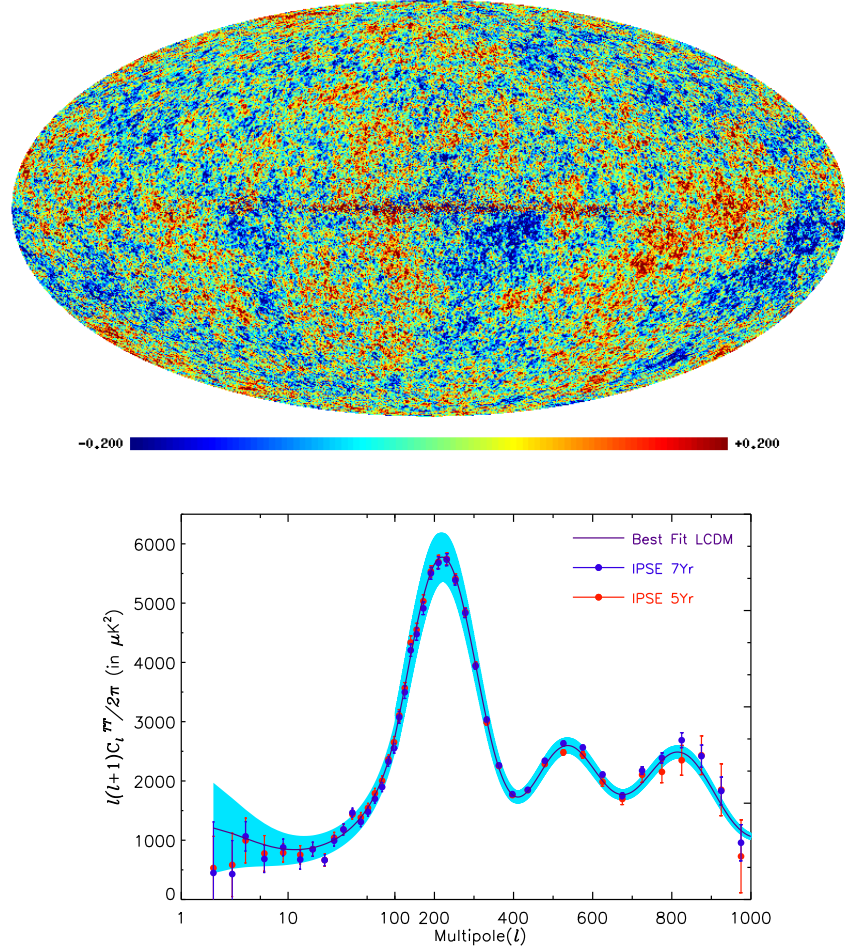 -0.200 +0.200
Best Fit LCDM
IPSE 7Yr
IPSE 5Yr
l(l+1)C_l^TT/2π (in μK²)
6000
5000
4000
3000
2000
1000
0
1 10 100 200 400 600 800 1000
Multipole(l)